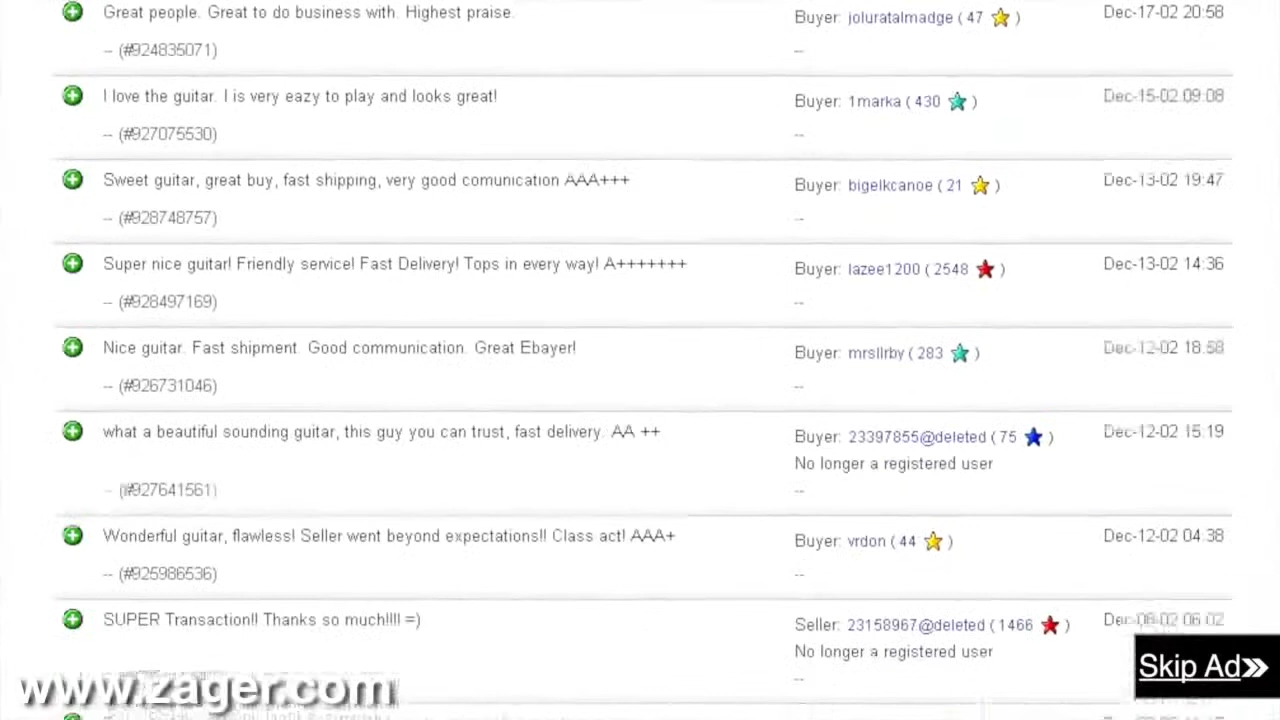 Great people. Great to do business with. Highest praise. Buyer: joluratalmadge ( 47 ) Dec-17-02 20:58
-- (#924835071) --
I love the guitar. I is very eazy to play and looks great! Buyer: 1marka ( 430 ) Dec-15-02 09:08
-- (#927075530) --
Sweet guitar, great buy, fast shipping, very good comunication AAA+++ Buyer: bigelkcanoe ( 21 ) Dec-13-02 19:47
-- (#928748757) --
Super nice guitar! Friendly service! Fast Delivery! Tops in every way! A+++++++ Buyer: lazee1200 ( 2548 ) Dec-13-02 14:36
-- (#928497169) --
Nice guitar. Fast shipment. Good communication. Great Ebayer! Buyer: mrsllrby ( 283 ) Dec-12-02 18:58
-- (#926731046) --
what a beautiful sounding guitar, this guy you can trust, fast delivery. AA ++ Buyer: 23397855@deleted ( 75 ) Dec-12-02 15:19
No longer a registered user
-- (#927641561) --
Wonderful guitar, flawless! Seller went beyond expectations!! Class act! AAA+ Buyer: vrdon ( 44 ) Dec-12-02 04:38
-- (#925986536) --
SUPER Transaction!! Thanks so much!!!! =) Seller: 23158967@deleted ( 1466 ) Dec-08-02 06:02
No longer a registered user
--
Skip Ad
www.zager.com